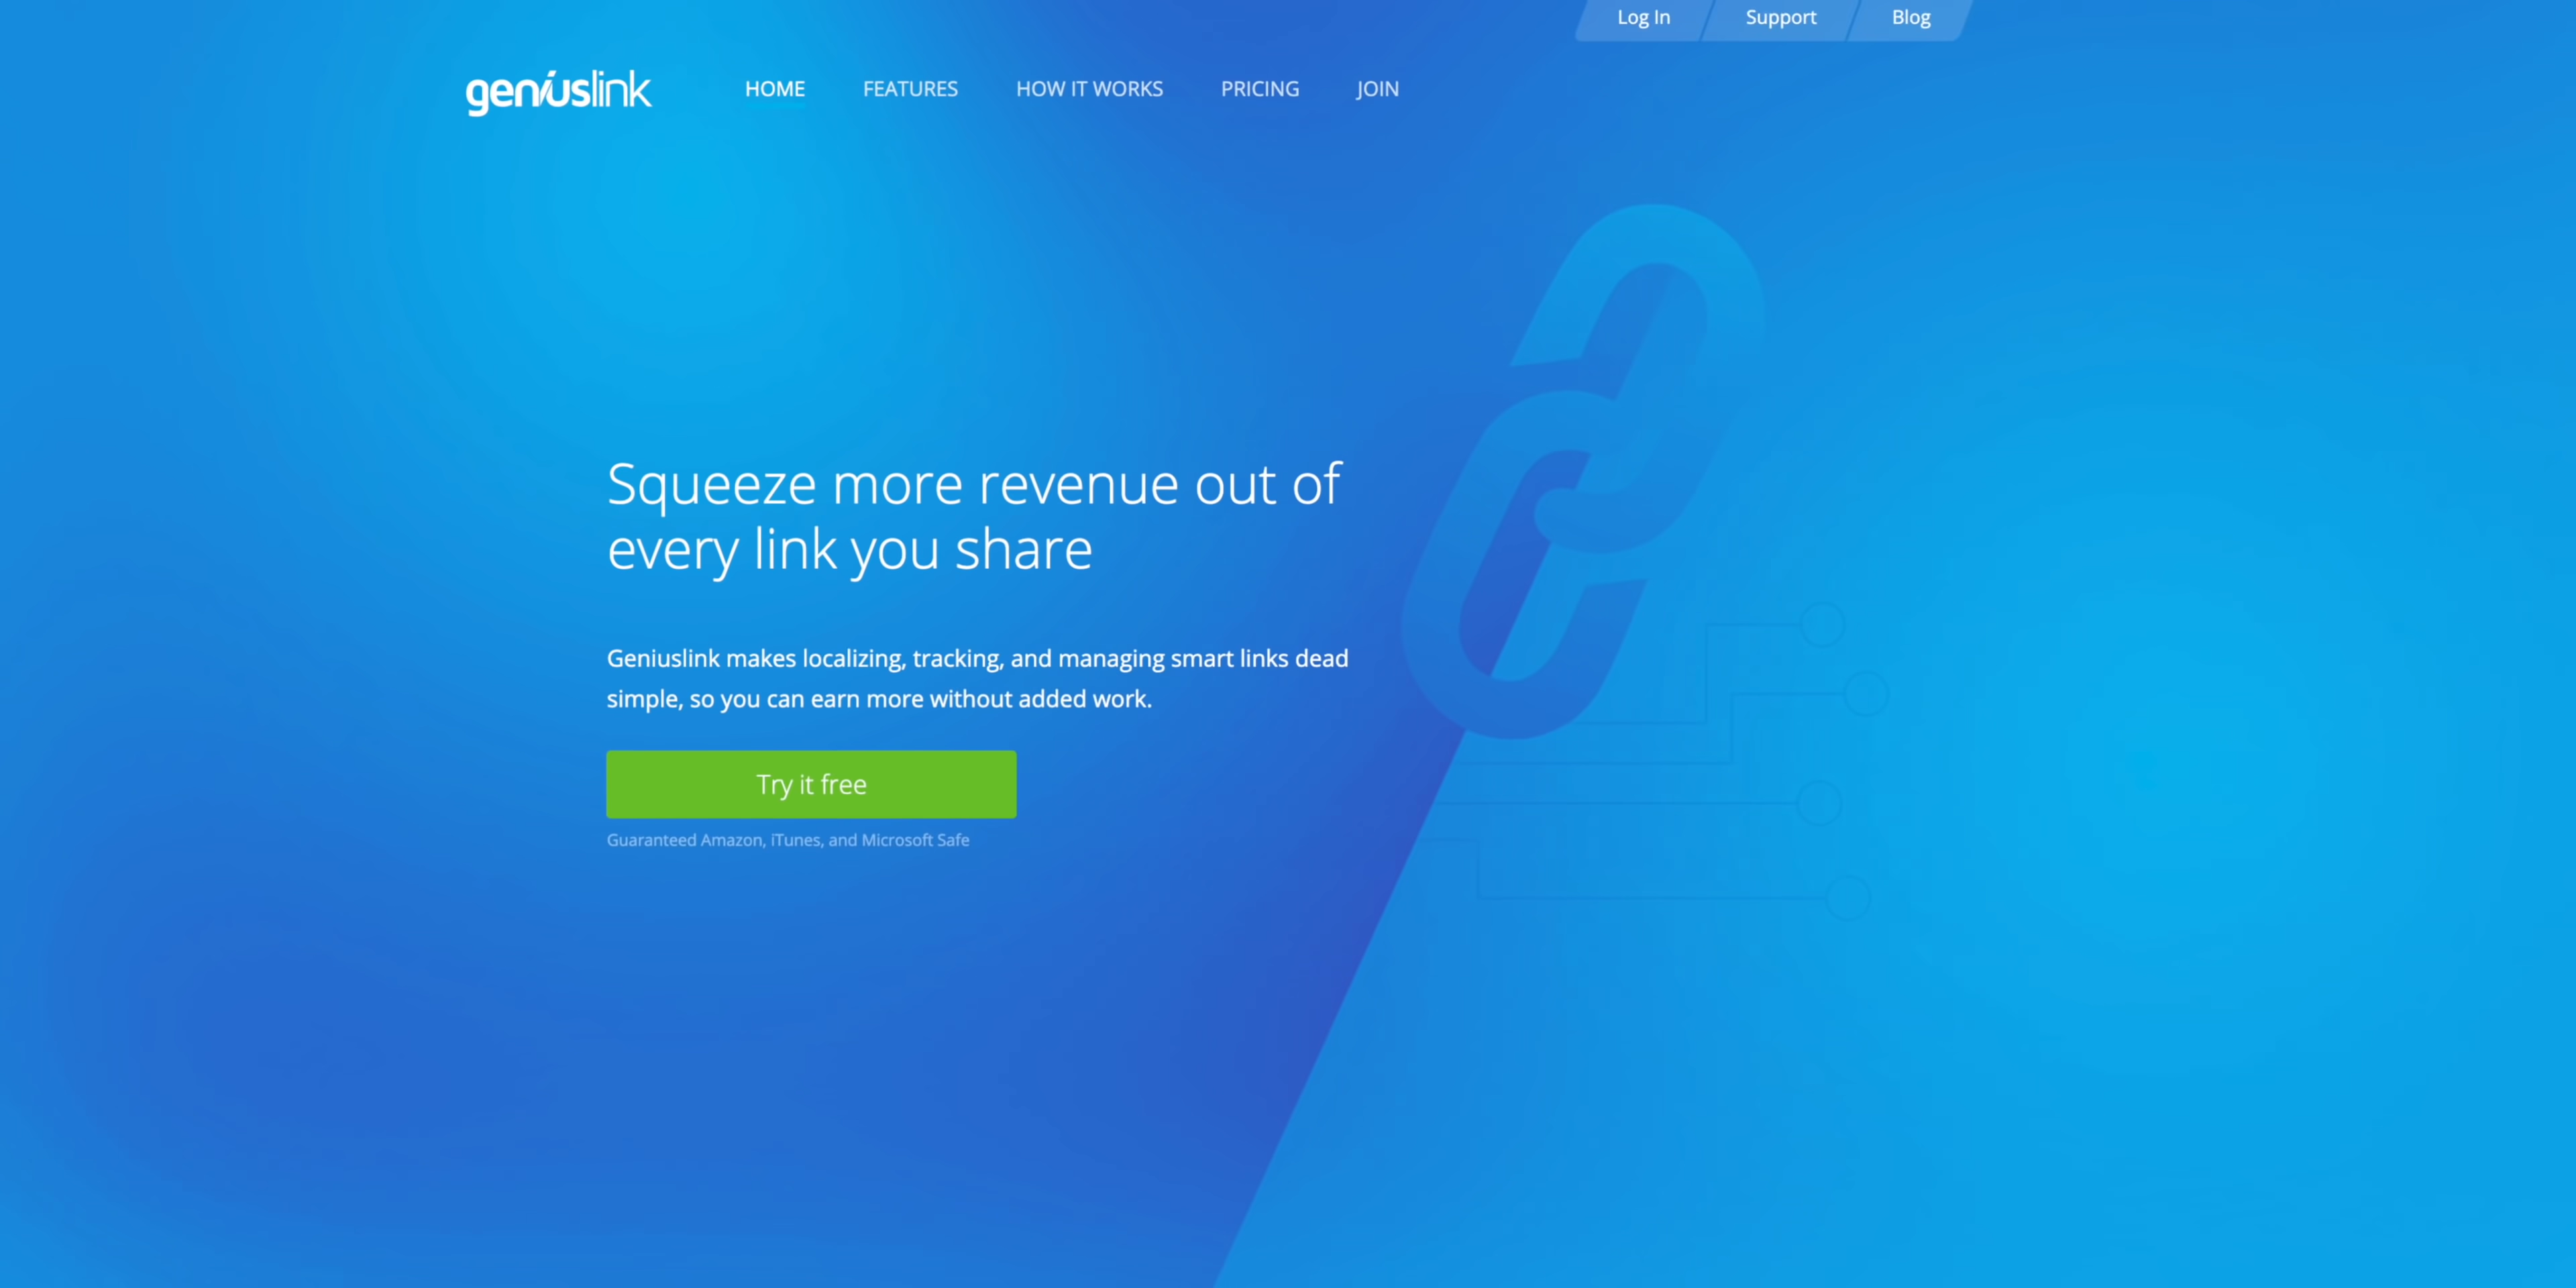 Log In Support Blog
geniuslink HOME FEATURES HOW IT WORKS PRICING JOIN
Squeeze more revenue out of
every link you share
Geniuslink makes localizing, tracking, and managing smart links dead
simple, so you can earn more without added work.
Try it free
Guaranteed Amazon, iTunes, and Microsoft Safe